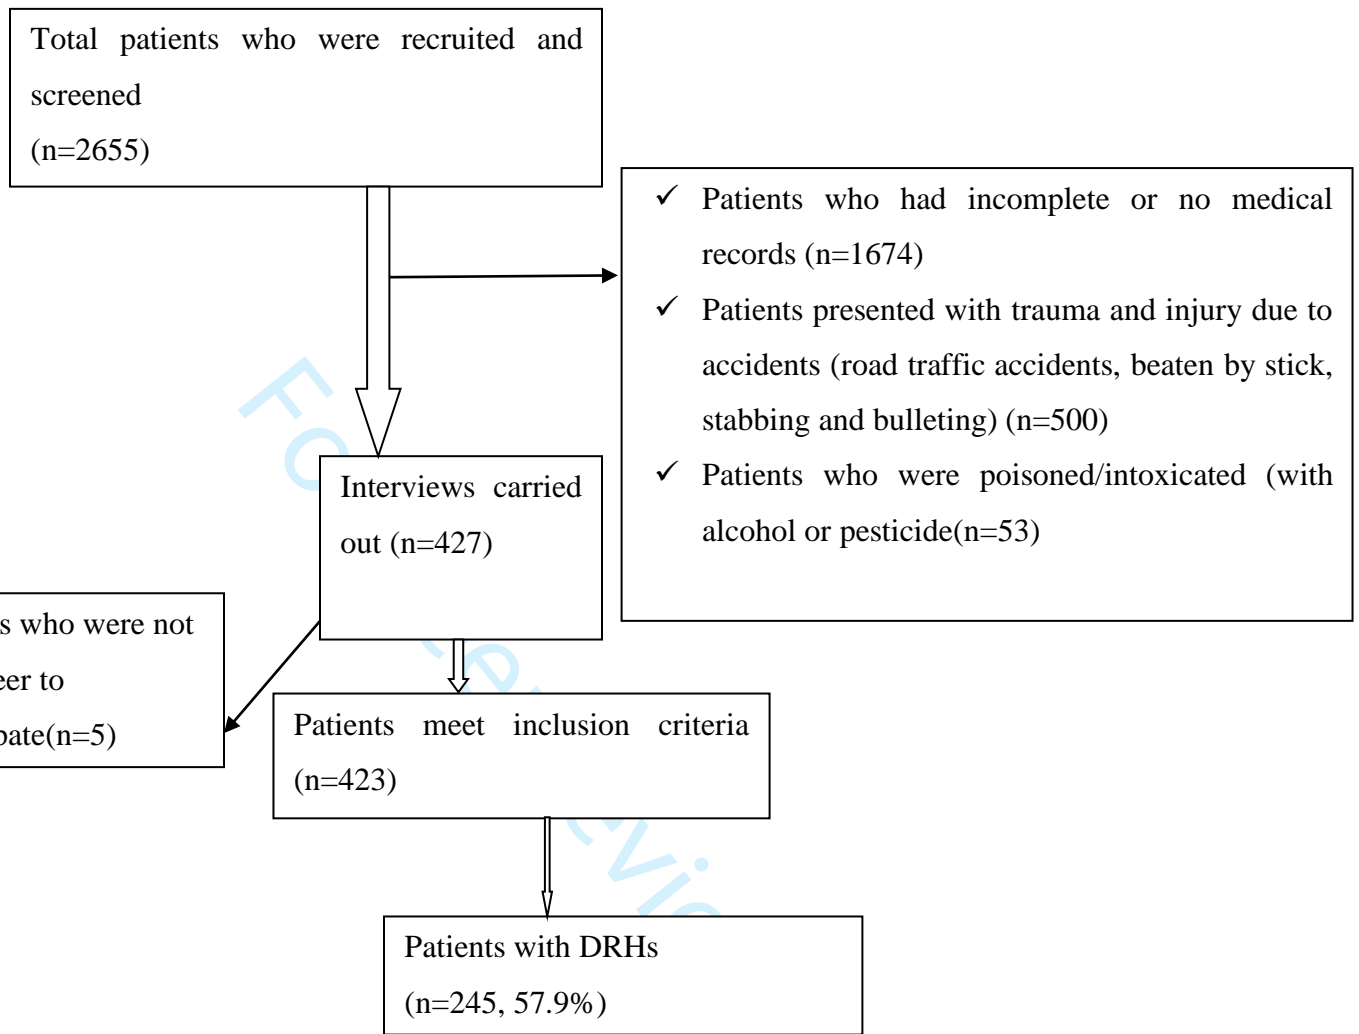 Total patients who were recruited and
screened
(n=2655)
✓ Patients who had incomplete or no medical
records (n=1674)
✓ Patients presented with trauma and injury due to
accidents (road traffic accidents, beaten by stick,
stabbing and bulleting) (n=500)
✓ Patients who were poisoned/intoxicated (with
alcohol or pesticide(n=53)
Interviews carried
out (n=427)
who were not
to
(n=5)
Patients meet inclusion criteria
(n=423)
Patients with DRHs
(n=245, 57.9%)